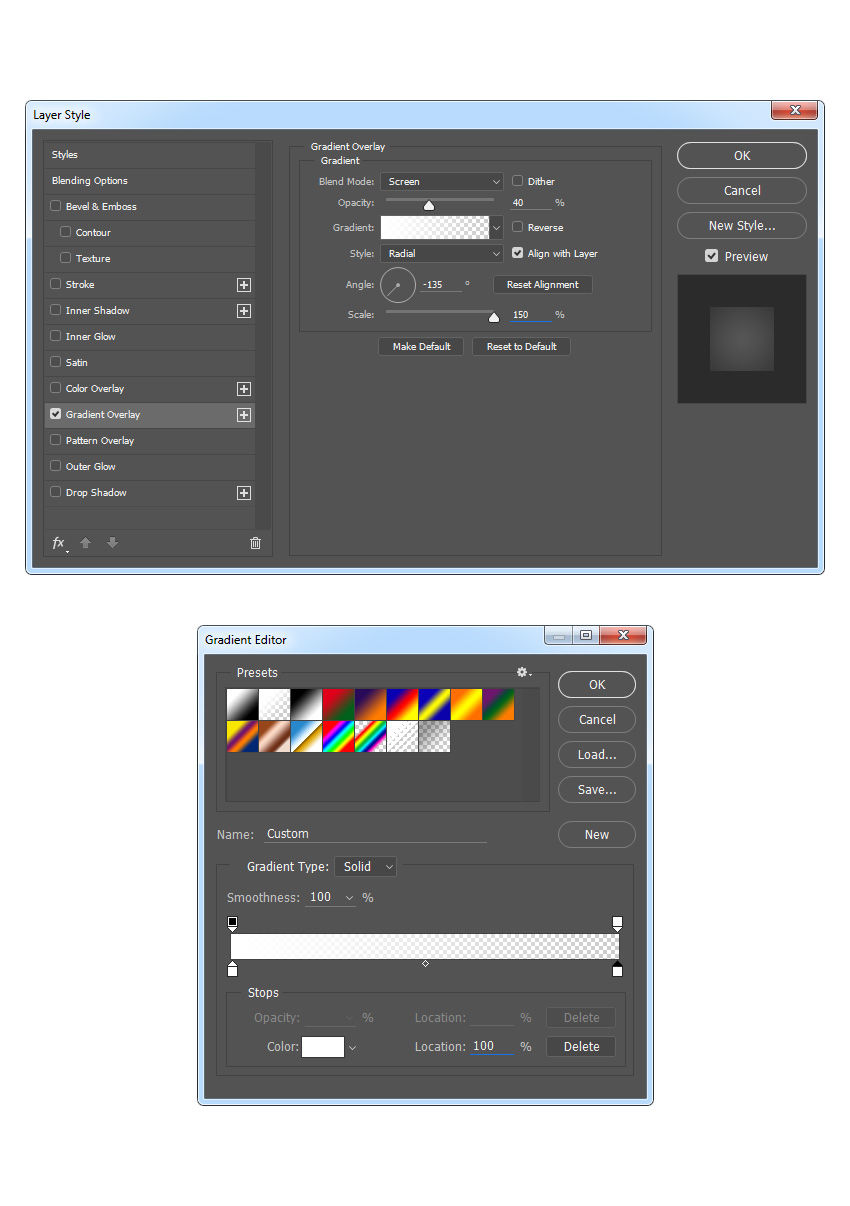 Layer Style
Styles
Blending Options
Bevel & Emboss
Contour
Texture
Stroke
Inner Shadow
Inner Glow
Satin
Color Overlay
Gradient Overlay
Pattern Overlay
Outer Glow
Drop Shadow
fx
Gradient Overlay
Gradient
Blend Mode: Screen Dither
Opacity: 40 %
Gradient: Reverse
Style: Radial Align with Layer
Angle: -135 ° Reset Alignment
Scale: 150 %
Make Default Reset to Default
OK
Cancel
New Style...
Preview
Gradient Editor
Presets
OK
Cancel
Load...
Save...
Name: Custom New
Gradient Type: Solid
Smoothness: 100 %
Stops
Opacity: % Location: % Delete
Color: Location: 100 % Delete